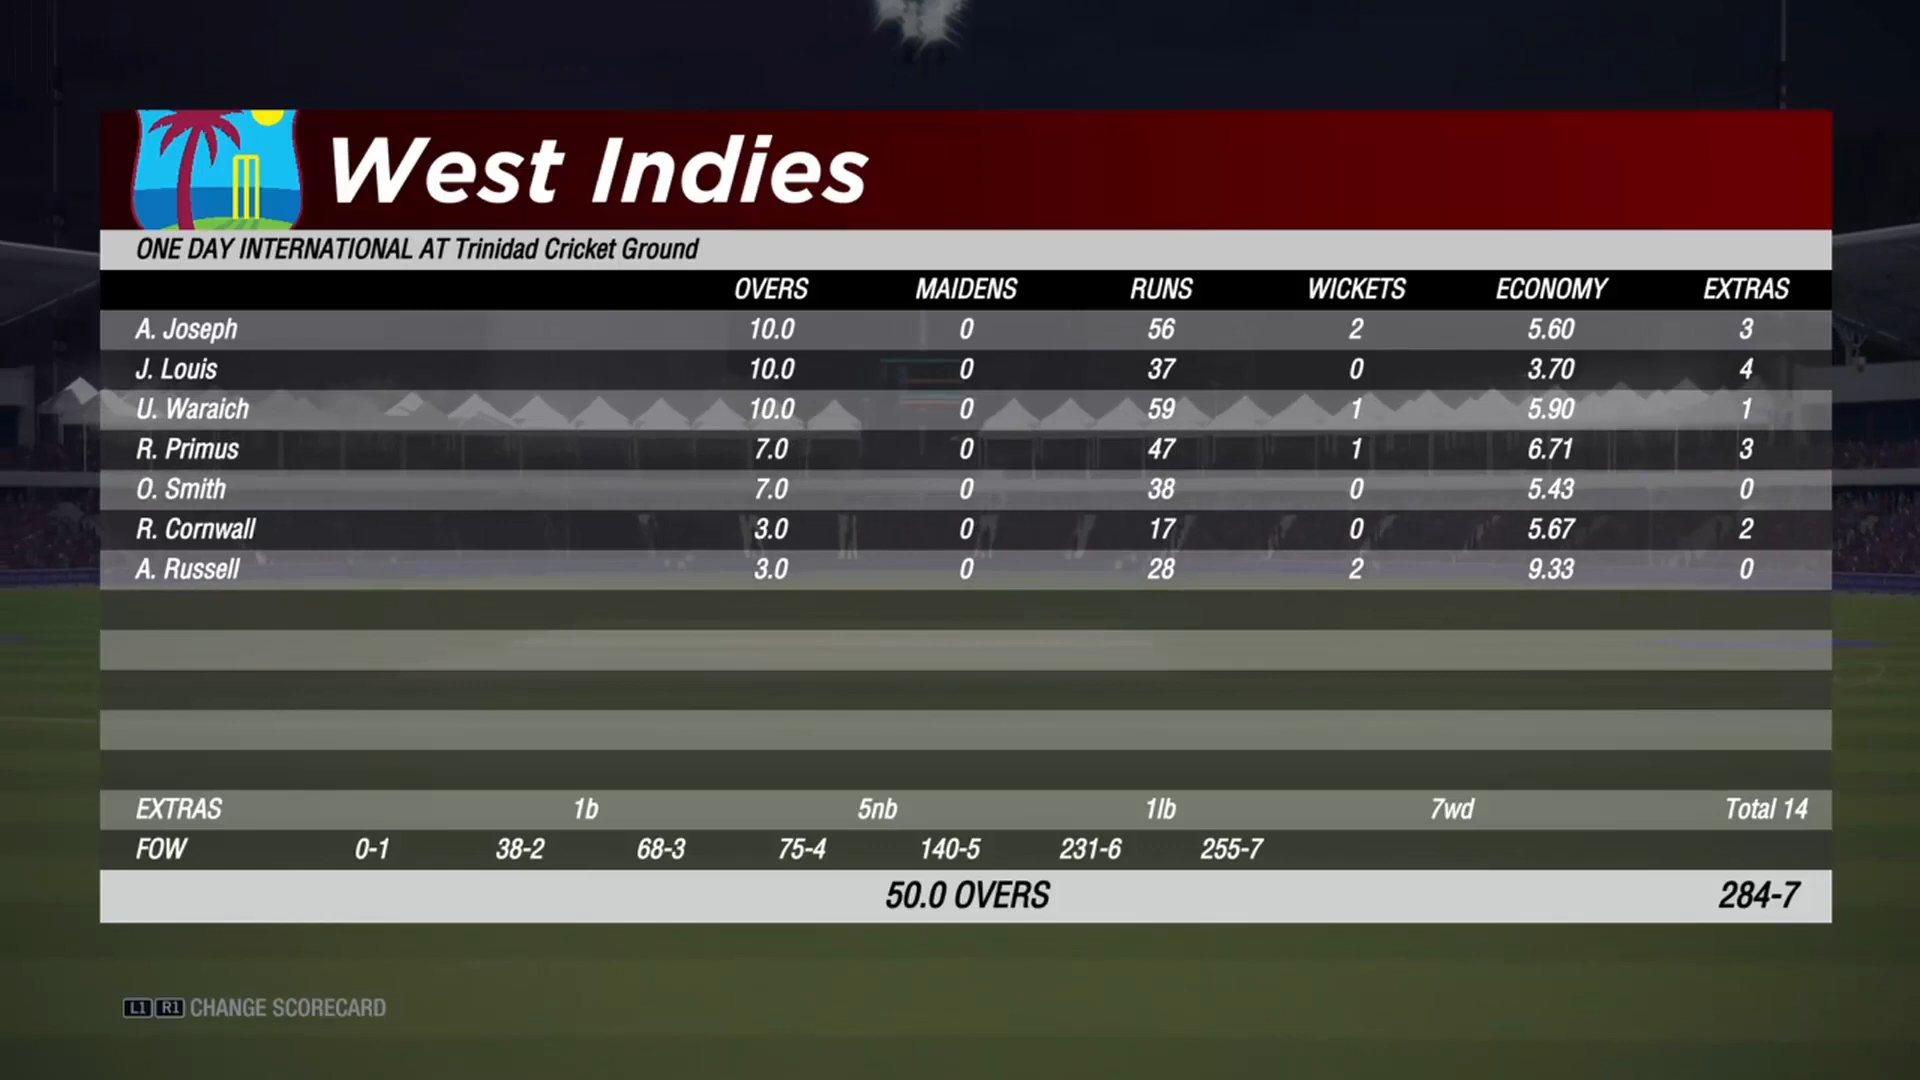 West Indies
ONE DAY INTERNATIONAL AT Trinidad Cricket Ground
OVERS MAIDENS RUNS WICKETS ECONOMY EXTRAS
A. Joseph 10.0 0 56 2 5.60 3
J. Louis 10.0 0 37 0 3.70 4
U. Waraich 10.0 0 59 1 5.90 1
R. Primus 7.0 0 47 1 6.71 3
O. Smith 7.0 0 38 0 5.43 0
R. Cornwall 3.0 0 17 0 5.67 2
A. Russell 3.0 0 28 2 9.33 0
EXTRAS 1b 5nb 1lb 7wd Total 14
FOW 0-1 38-2 68-3 75-4 140-5 231-6 255-7
50.0 OVERS 284-7
L1 R1 CHANGE SCORECARD